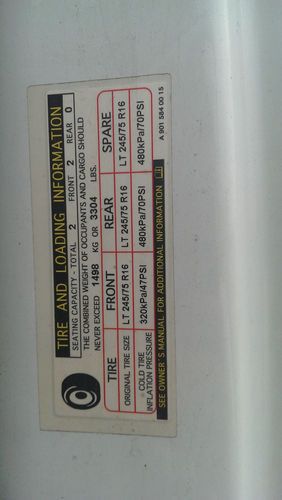 TIRE AND LOADING INFORMATION
SEATING CAPACITY - TOTAL 2 FRONT 2 REAR 0
THE COMBINED WEIGHT OF OCCUPANTS AND CARGO SHOULD
NEVER EXCEED 1498 KG OR 3304 LBS.
TIRE FRONT REAR SPARE
ORIGINAL TIRE SIZE LT 245/75 R16 LT 245/75 R16 LT 245/75 R16
COLD TIRE INFLATION PRESSURE 320kPa/47PSI 480kPa/70PSI 480kPa/70PSI
SEE OWNER'S MANUAL FOR ADDITIONAL INFORMATION
A 901 584 00 15